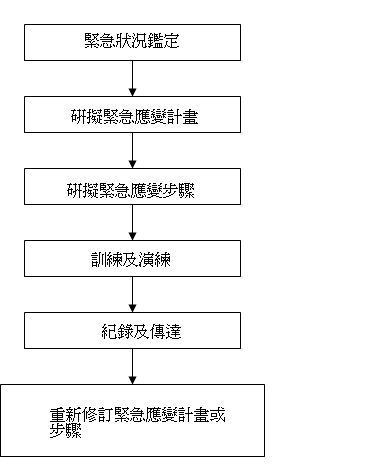 緊急狀況鑑定
研擬緊急應變計畫
研擬緊急應變步驟
訓練及演練
紀錄及傳達
重新修訂緊急應變計畫或
步驟